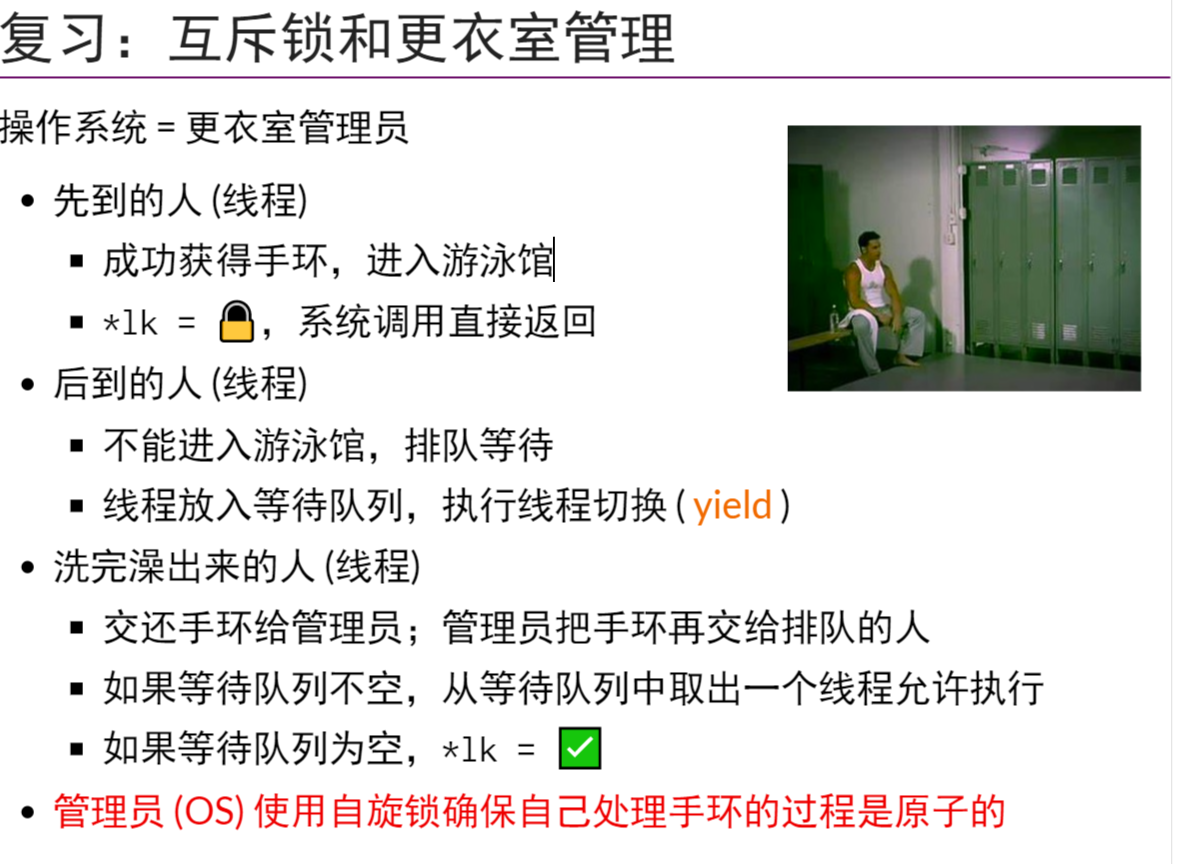 复习：互斥锁和更衣室管理
操作系统 = 更衣室管理员
• 先到的人 (线程)
▪ 成功获得手环，进入游泳馆
▪ *lk = 🔒，系统调用直接返回
• 后到的人 (线程)
▪ 不能进入游泳馆，排队等待
▪ 线程放入等待队列，执行线程切换 (yield)
• 洗完澡出来的人 (线程)
▪ 交还手环给管理员；管理员把手环再交给排队的人
▪ 如果等待队列不空，从等待队列中取出一个线程允许执行
▪ 如果等待队列为空，*lk = ✅
• 管理员 (OS) 使用自旋锁确保自己处理手环的过程是原子的